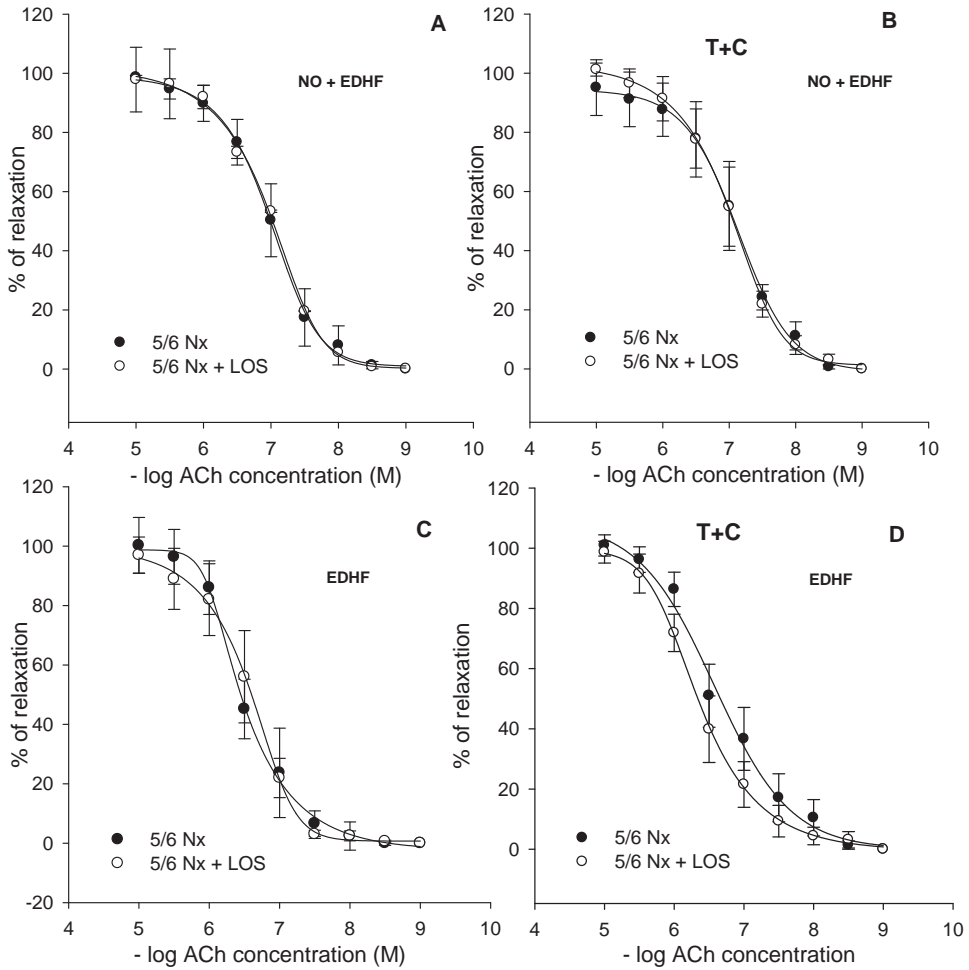 A
NO + EDHF
% of relaxation
120
100
80
60
40
20
0
5/6 Nx
5/6 Nx + LOS
4 5 6 7 8 9 10
- log ACh concentration (M)
B
T+C
NO + EDHF
% of relaxation
120
100
80
60
40
20
0
5/6 Nx
5/6 Nx + LOS
4 5 6 7 8 9 10
- log ACh concentration (M)
C
EDHF
% of relaxation
120
100
80
60
40
20
0
-20
5/6 Nx
5/6 Nx + LOS
4 5 6 7 8 9 10
- log ACh concentration (M)
D
T+C
EDHF
% of relaxation
120
100
80
60
40
20
0
5/6 Nx
5/6 Nx + LOS
4 5 6 7 8 9 10
- log ACh concentration